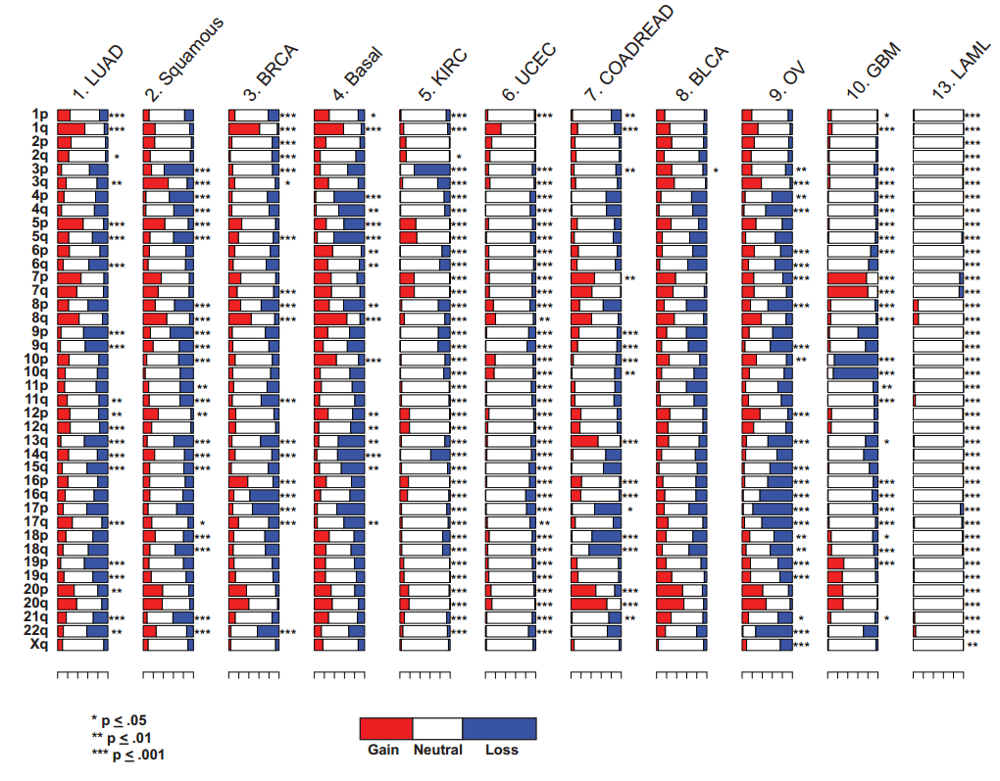 1. LUAD
2. Squamous
3. BRCA
4. Basal
5. KIRC
6. UCEC
7. COADREAD
8. BLCA
9. OV
10. GBM
13. LAML
1p *** *** * *** *** ** * ***
1q *** *** *** *** *** *** ***
2p *** *** ***
2q * *** * ***
3p *** *** *** *** ** * ** *** ***
3q ** *** * *** *** *** *** ***
4p *** *** *** *** ** *** ***
4q *** ** *** *** *** *** ***
5p *** *** *** *** *** *** ***
5q *** *** *** *** *** *** *** ***
6p ** *** *** *** *** ***
6q *** ** *** *** *** ***
7p *** *** ** *** *** ***
7q *** *** *** *** ***
8p *** *** ** *** *** *** ***
8q *** *** *** *** ** *** ***
9p *** *** *** *** *** ***
9q *** *** *** *** *** *** ***
10p *** *** *** *** *** ** *** ***
10q *** *** ** *** ***
11p ** *** *** ** ***
11q ** *** *** *** *** *** ***
12p ** ** ** *** *** *** *** ***
12q *** ** *** *** *** ***
13q *** *** *** ** *** *** *** *** * ***
14q *** *** *** *** *** *** ***
15q *** *** ** *** *** *** ***
16p *** *** *** *** *** *** ***
16q *** *** *** *** *** *** ***
17p *** *** *** * *** *** ***
17q *** * *** ** *** ** *** *** ***
18p *** *** *** *** ** * ***
18q *** *** *** *** ** *** ***
19p *** *** *** *** *** ***
19q *** *** *** *** ***
20p ** *** *** *** ***
20q *** *** *** ***
21q *** *** *** *** ** * * ***
22q ** *** *** *** *** *** ***
Xq *** **
* p ≤ .05
** p ≤ .01
*** p ≤ .001
Gain Neutral Loss